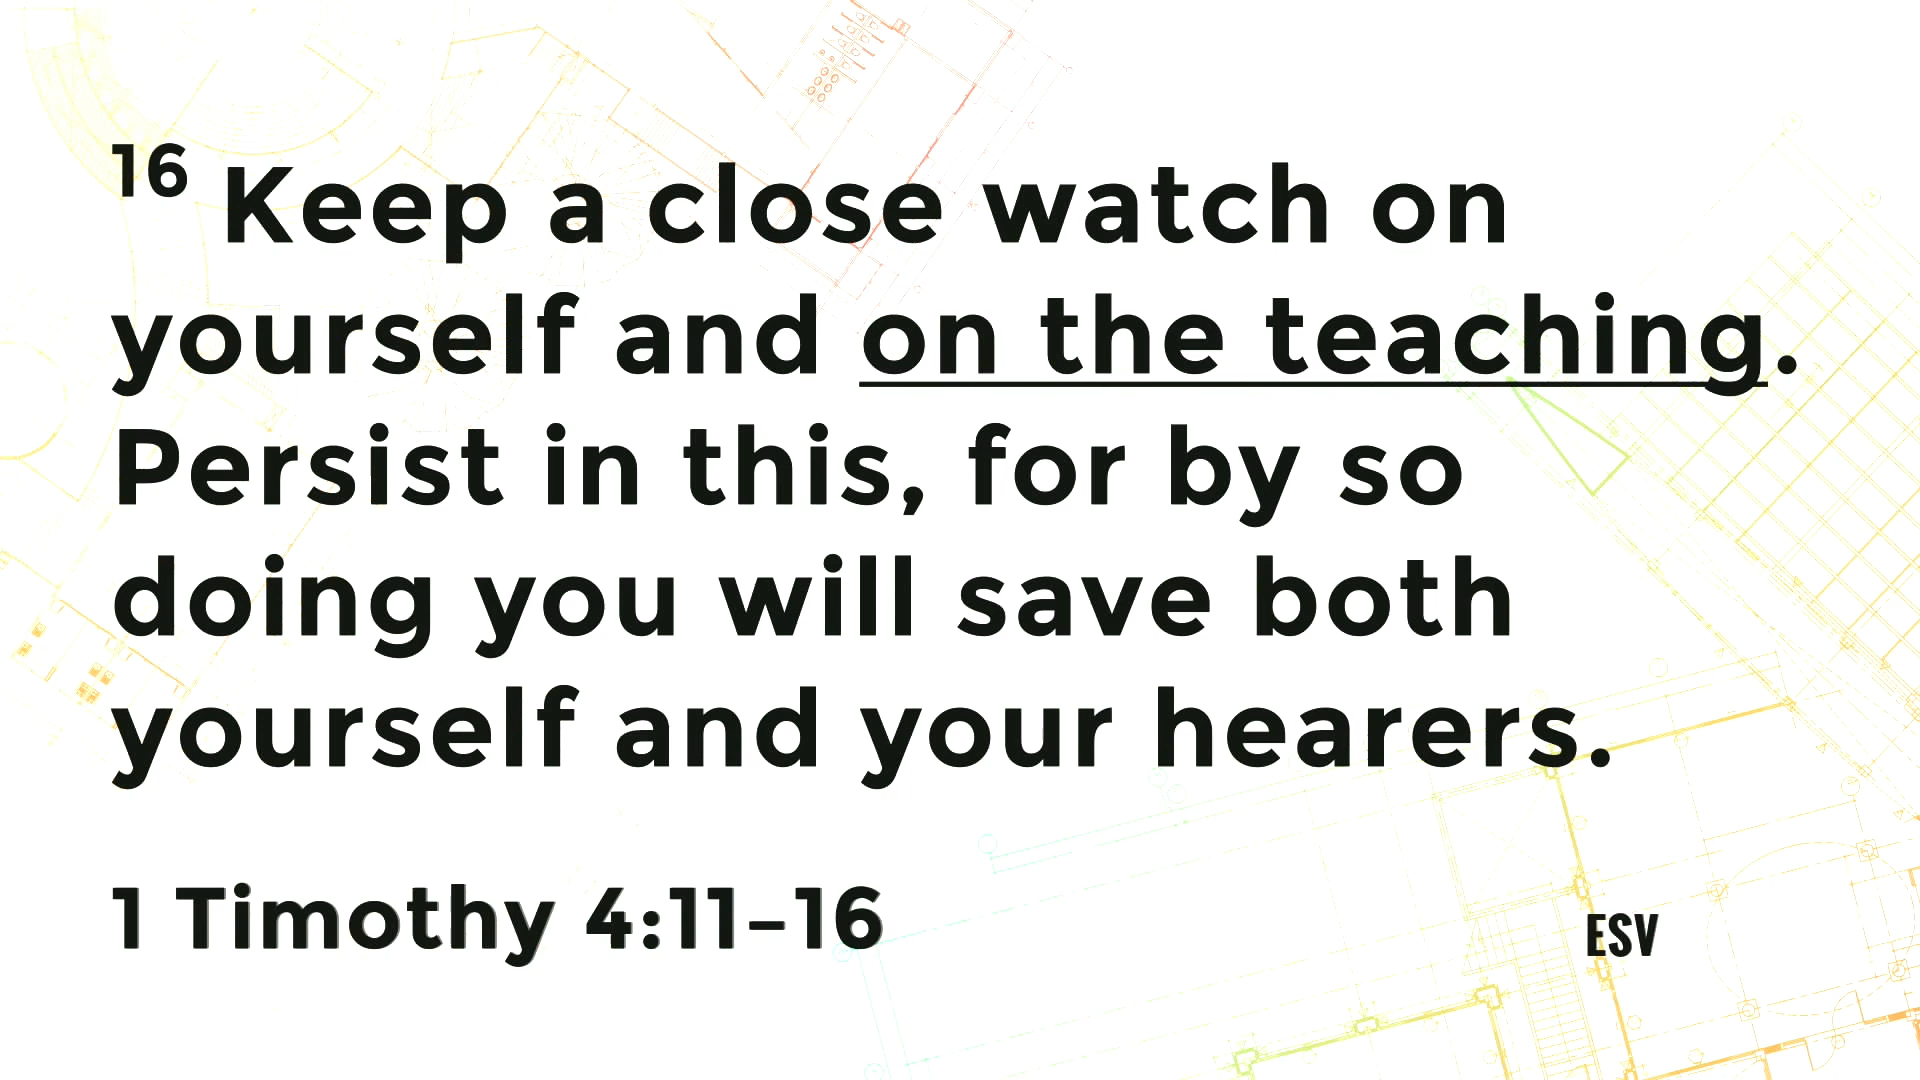 16 Keep a close watch on
yourself and on the teaching.
Persist in this, for by so
doing you will save both
yourself and your hearers.
1 Timothy 4:11–16
ESV